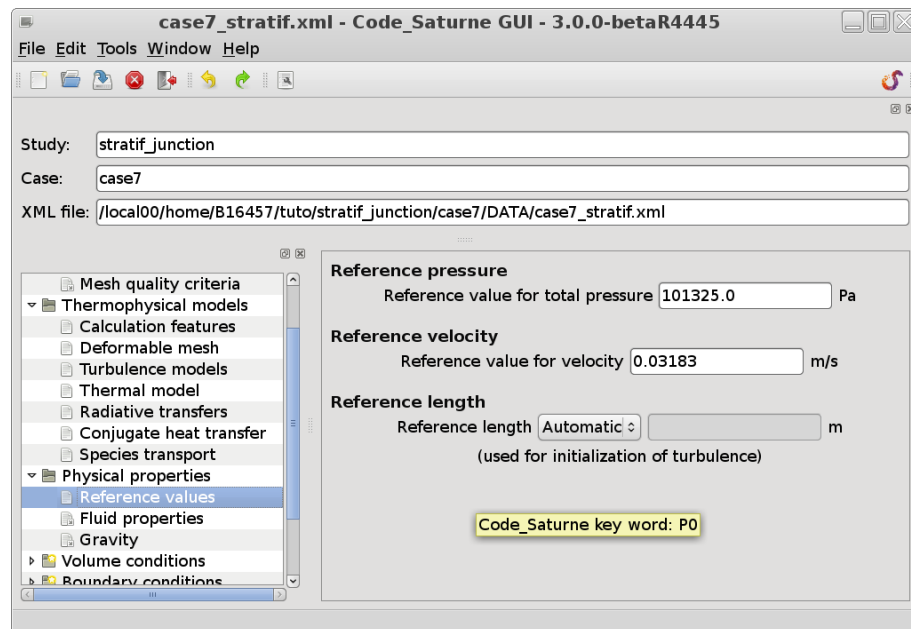 case7_stratif.xml - Code_Saturne GUI - 3.0.0-betaR4445
File Edit Tools Window Help
Study: stratif_junction
Case: case7
XML file: /local00/home/B16457/tuto/stratif_junction/case7/DATA/case7_stratif.xml
Mesh quality criteria
Thermophysical models
Calculation features
Deformable mesh
Turbulence models
Thermal model
Radiative transfers
Conjugate heat transfer
Species transport
Physical properties
Reference values
Fluid properties
Gravity
Volume conditions
Boundary conditions
Reference pressure
Reference value for total pressure 101325.0 Pa
Reference velocity
Reference value for velocity 0.03183 m/s
Reference length
Reference length Automatic m
(used for initialization of turbulence)
Code_Saturne key word: P0